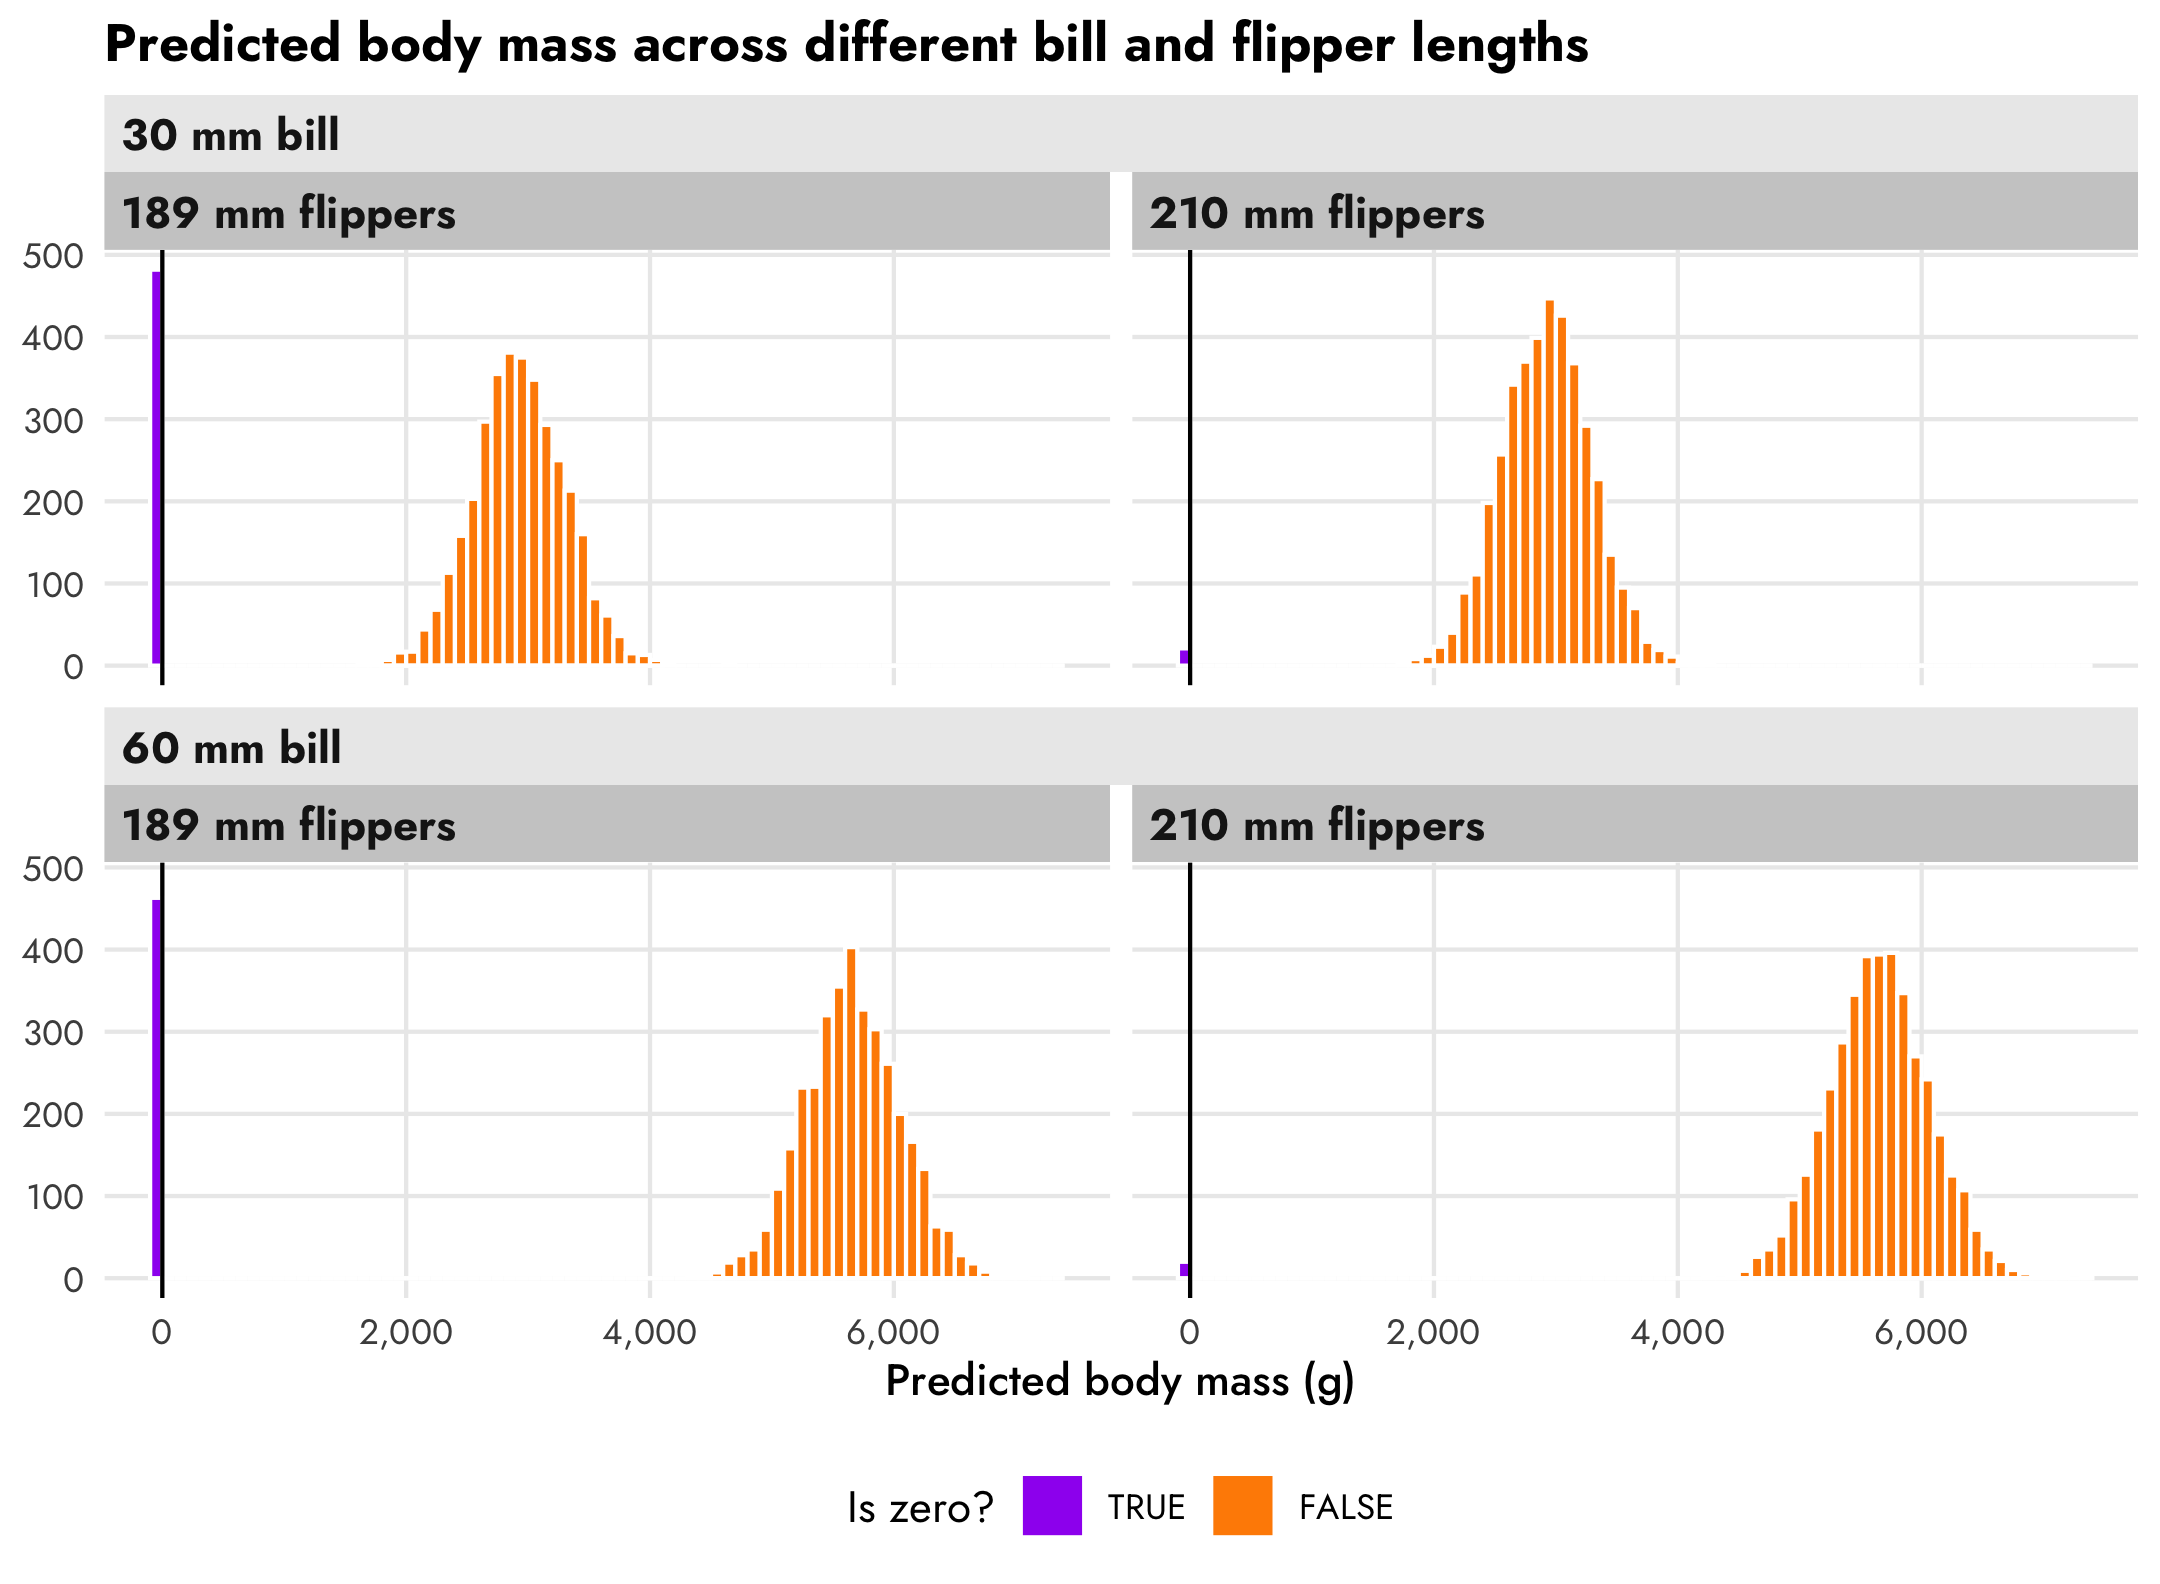 Predicted body mass across different bill and flipper lengths
30 mm bill
189 mm flippers
210 mm flippers
500
400
300
200
100
0
60 mm bill
189 mm flippers
210 mm flippers
500
400
300
200
100
0
0 2,000 4,000 6,000 0 2,000 4,000 6,000
Predicted body mass (g)
Is zero? TRUE FALSE